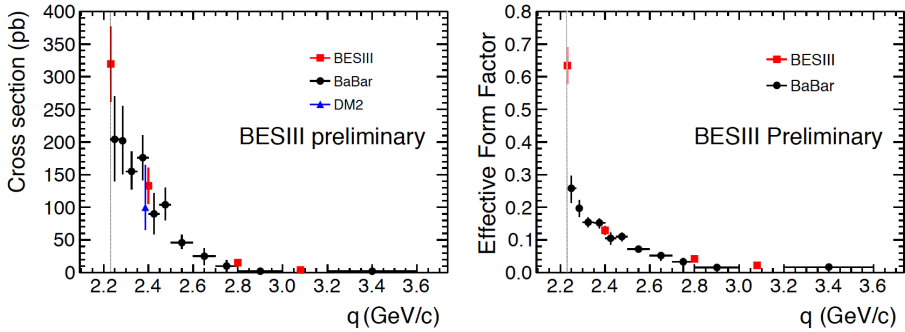 Cross section (pb)
400
350
300
250
200
150
100
50
0
BESIII
BaBar
DM2
BESIII preliminary
2.2 2.4 2.6 2.8 3.0 3.2 3.4 3.6
q (GeV/c)
Effective Form Factor
0.8
0.7
0.6
0.5
0.4
0.3
0.2
0.1
0.0
BESIII
BaBar
BESIII Preliminary
2.2 2.4 2.6 2.8 3.0 3.2 3.4 3.6
q (GeV/c)